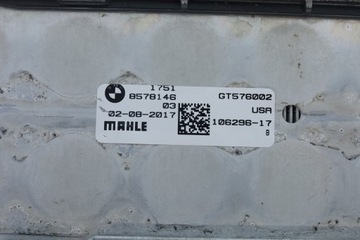 1751
8578146 GT576002
03 USA
02-08-2017 106296-17
MAHLE 8